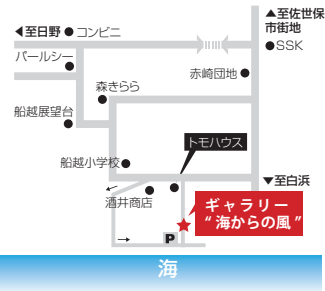 ▲至佐世保
市街地
◀至日野 ● コンビニ
●SSK
パールシー
赤崎団地
森きらら
船越展望台
トモハウス
船越小学校
▼至白浜
酒井商店
ギャラリー
“ 海からの風 ”
P
海